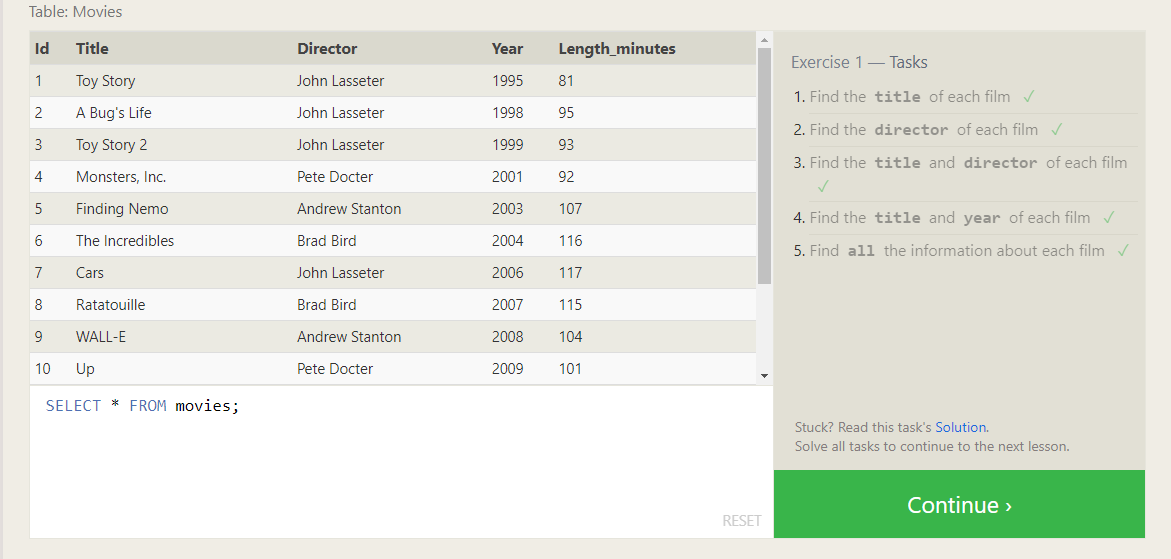 Table: Movies
Id Title Director Year Length_minutes
1 Toy Story John Lasseter 1995 81
2 A Bug's Life John Lasseter 1998 95
3 Toy Story 2 John Lasseter 1999 93
4 Monsters, Inc. Pete Docter 2001 92
5 Finding Nemo Andrew Stanton 2003 107
6 The Incredibles Brad Bird 2004 116
7 Cars John Lasseter 2006 117
8 Ratatouille Brad Bird 2007 115
9 WALL-E Andrew Stanton 2008 104
10 Up Pete Docter 2009 101
SELECT * FROM movies;
RESET
Exercise 1 — Tasks
1. Find the title of each film ✓
2. Find the director of each film ✓
3. Find the title and director of each film
✓
4. Find the title and year of each film ✓
5. Find all the information about each film ✓
Stuck? Read this task's Solution.
Solve all tasks to continue to the next lesson.
Continue ›